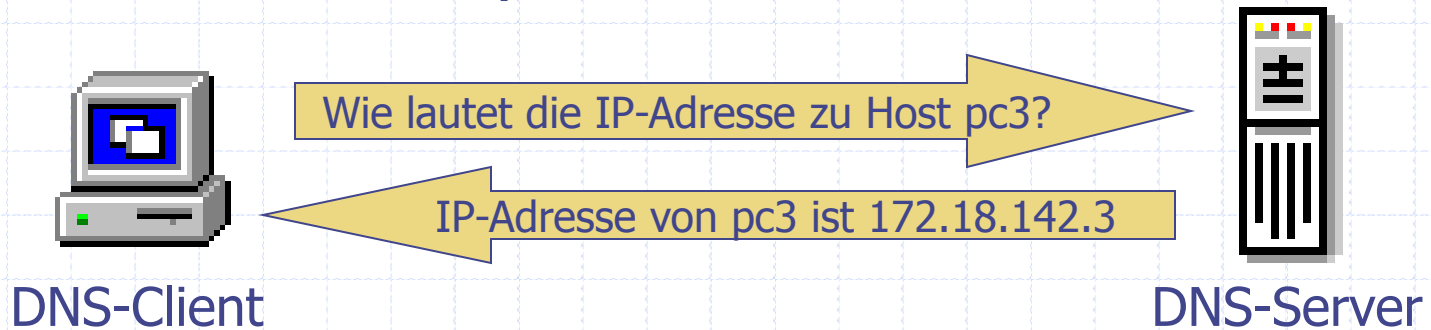 Wie lautet die IP-Adresse zu Host pc3?
IP-Adresse von pc3 ist 172.18.142.3
DNS-Client
DNS-Server